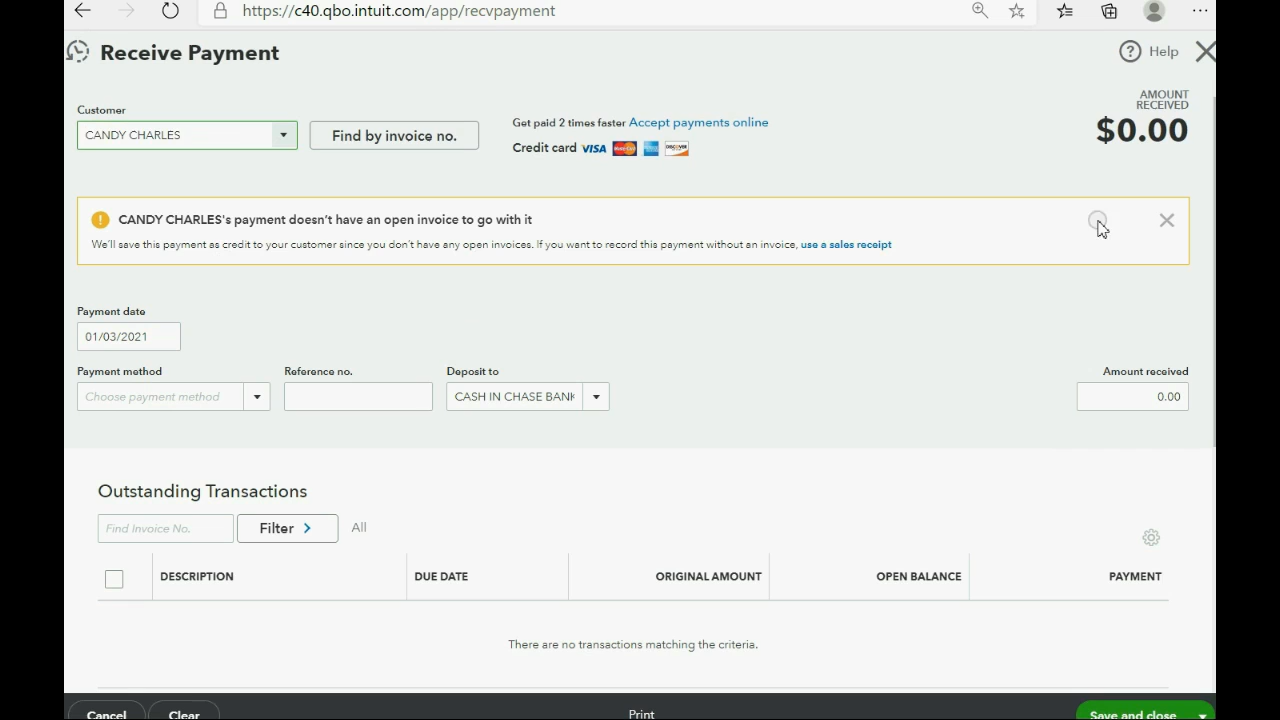 https://c40.qbo.intuit.com/app/recvpayment
Receive Payment
Help
AMOUNT RECEIVED
$0.00
Customer
CANDY CHARLES
Find by invoice no.
Get paid 2 times faster Accept payments online
Credit card VISA MasterCard DISCOVER
CANDY CHARLES's payment doesn't have an open invoice to go with it
We'll save this payment as credit to your customer since you don't have any open invoices. If you want to record this payment without an invoice, use a sales receipt
Payment date
01/03/2021
Payment method
Reference no.
Deposit to
Amount received
Choose payment method
CASH IN CHASE BANK
0.00
Outstanding Transactions
Find Invoice No.
Filter
All
DESCRIPTION
DUE DATE
ORIGINAL AMOUNT
OPEN BALANCE
PAYMENT
There are no transactions matching the criteria.
Cancel
Clear
Print
Save and close